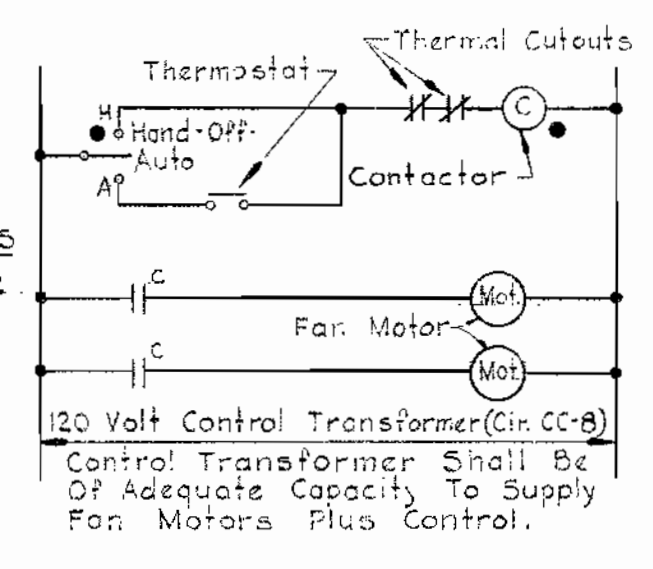 Thermal Cutouts
Thermostat
H
Hand-Off-
Auto
C
A
Contactor
C
Mot.
Fan Motor
C
Mot.
120 Volt Control Transformer (Cir. CC-8)
Control Transformer Shall Be
Of Adequate Capacity To Supply
Fan Motors Plus Control.